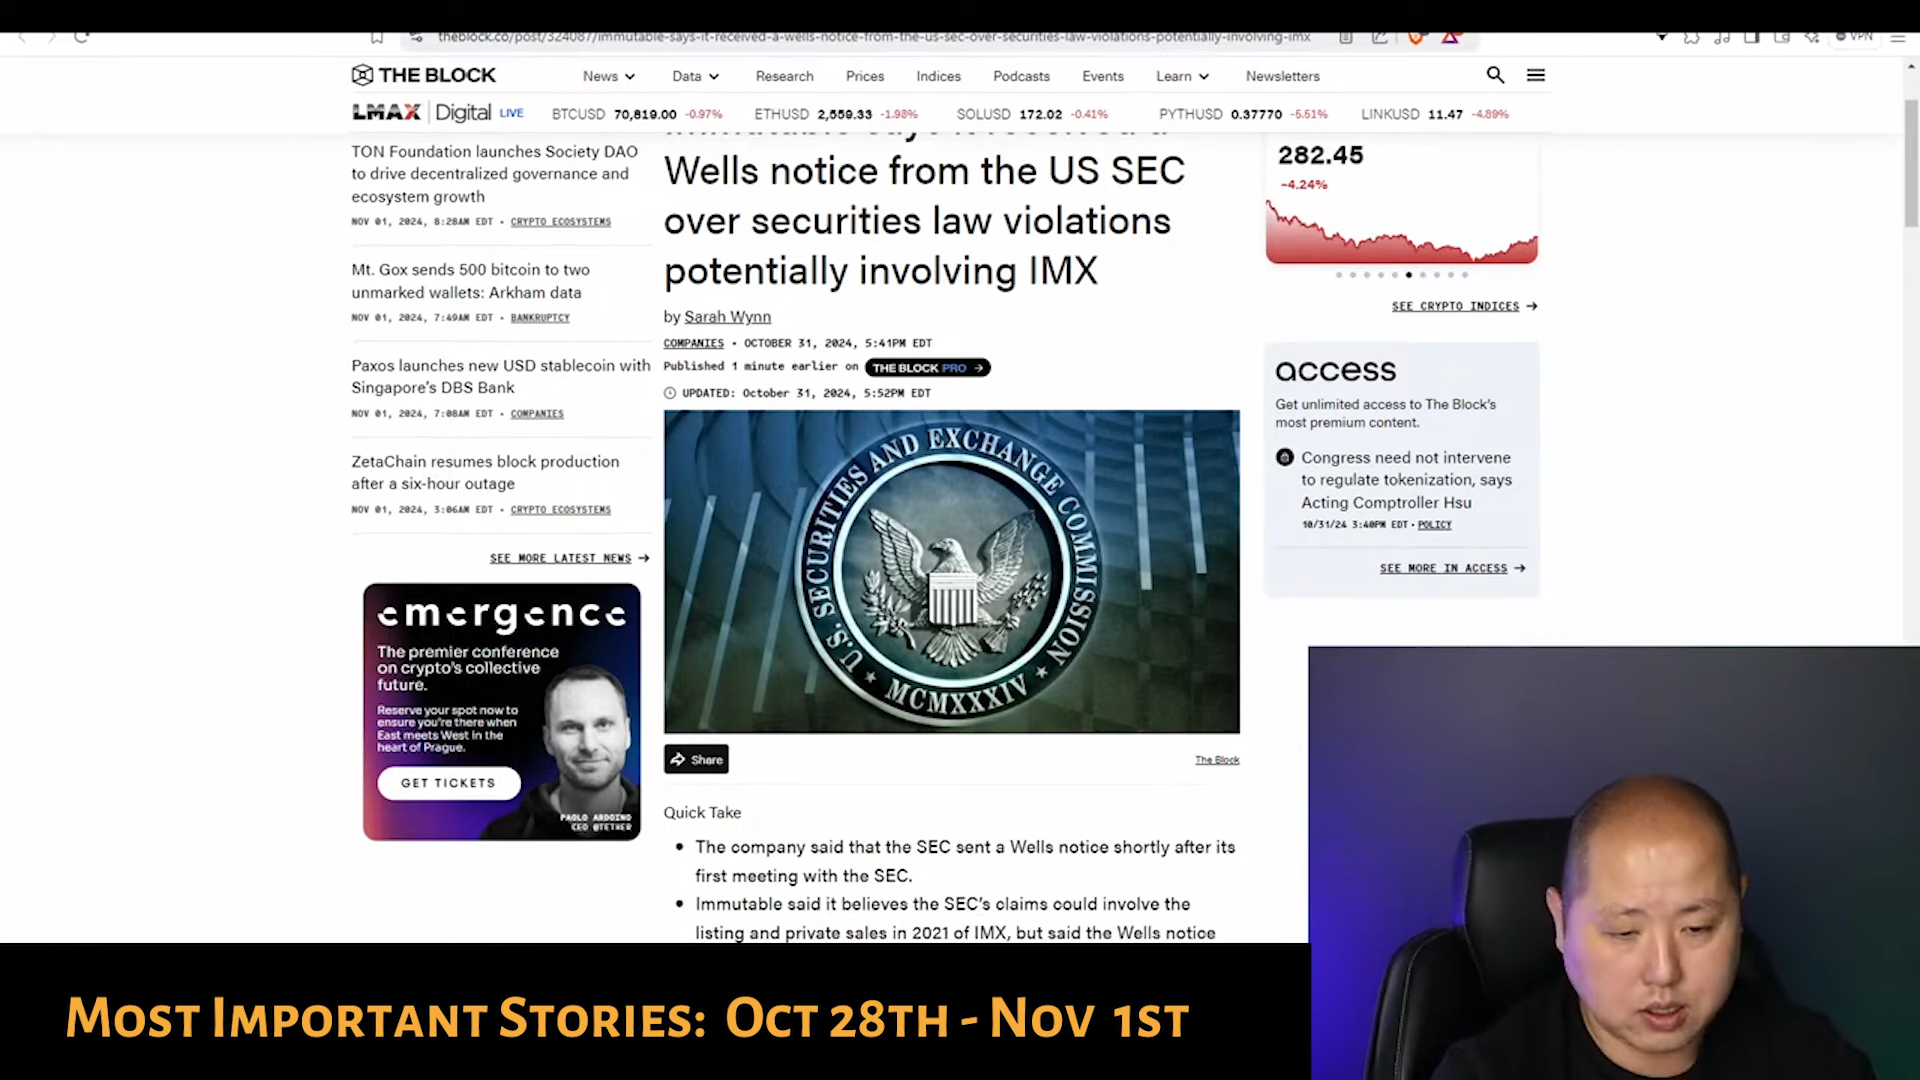 theblock.co/post/324087/immutable-says-it-received-a-wells-notice-from-the-us-sec-over-securities-law-violations-potentially-involving-imx
VPN
THE BLOCK
News
Data
Research
Prices
Indices
Podcasts
Events
Learn
Newsletters
LMAX Digital LIVE
BTCUSD 70,819.00 -0.97%
ETHUSD 2,559.33 -1.98%
SOLUSD 172.02 -0.41%
PYTHUSD 0.37770 -5.51%
LINKUSD 11.47 -4.89%
TON Foundation launches Society DAO
to drive decentralized governance and
ecosystem growth
NOV 01, 2024, 8:28AM EDT • CRYPTO ECOSYSTEMS
Mt. Gox sends 500 bitcoin to two
unmarked wallets: Arkham data
NOV 01, 2024, 7:49AM EDT • BANKRUPTCY
Paxos launches new USD stablecoin with
Singapore's DBS Bank
NOV 01, 2024, 7:08AM EDT • COMPANIES
ZetaChain resumes block production
after a six-hour outage
NOV 01, 2024, 3:06AM EDT • CRYPTO ECOSYSTEMS
SEE MORE LATEST NEWS →
emergence
The premier conference
on crypto's collective
future.
Reserve your spot now to
ensure you're there when
East meets West in the
heart of Prague.
GET TICKETS
PAOLO ARDOINO
CEO @TETHER
Immutable says it received a
Wells notice from the US SEC
over securities law violations
potentially involving IMX
by Sarah Wynn
COMPANIES • OCTOBER 31, 2024, 5:41PM EDT
Published 1 minute earlier on THE BLOCK PRO →
UPDATED: October 31, 2024, 5:52PM EDT
U.S. SECURITIES AND EXCHANGE COMMISSION
MCMXXXIV
Share
The Block
Quick Take
• The company said that the SEC sent a Wells notice shortly after its
first meeting with the SEC.
• Immutable said it believes the SEC's claims could involve the
listing and private sales in 2021 of IMX, but said the Wells notice
282.45
-4.24%
SEE CRYPTO INDICES →
access
Get unlimited access to The Block's
most premium content.
Congress need not intervene
to regulate tokenization, says
Acting Comptroller Hsu
10/31/24 3:40PM EDT • POLICY
SEE MORE IN ACCESS →
MOST IMPORTANT STORIES: OCT 28TH - NOV 1ST